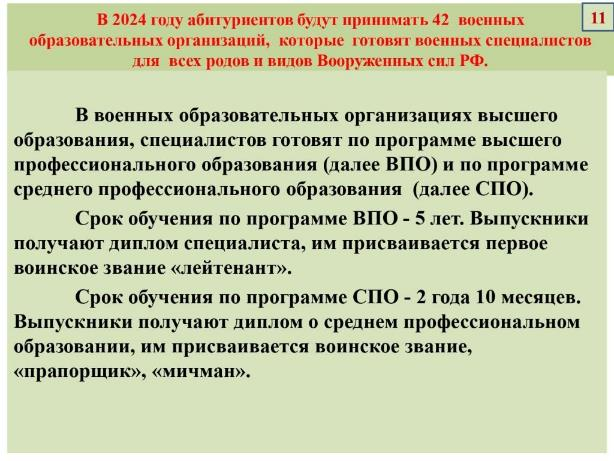 В 2024 году абитуриентов будут принимать 42 военных
11
образовательных организаций, которые готовят военных специалистов
для всех родов и видов Вооруженных сил РФ.
В военных образовательных организациях высшего
образования, специалистов готовят по программе высшего
профессионального образования (далее ВПО) и по программе
среднего профессионального образования (далее СПО).
Срок обучения по программе ВПО - 5 лет. Выпускники
получают диплом специалиста, им присваивается первое
воинское звание «лейтенант».
Срок обучения по программе СПО - 2 года 10 месяцев.
Выпускники получают диплом о среднем профессиональном
образовании, им присваивается воинское звание,
«прапорщик», «мичман».